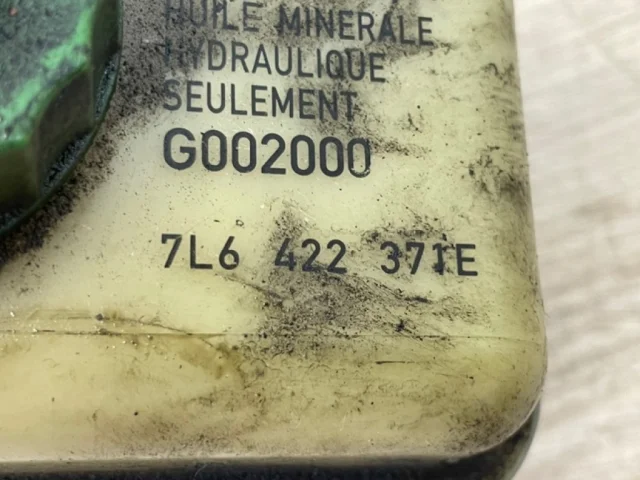 HUILE MINERALE
HYDRAULIQUE
SEULEMENT
G002000
7L6 422 371E